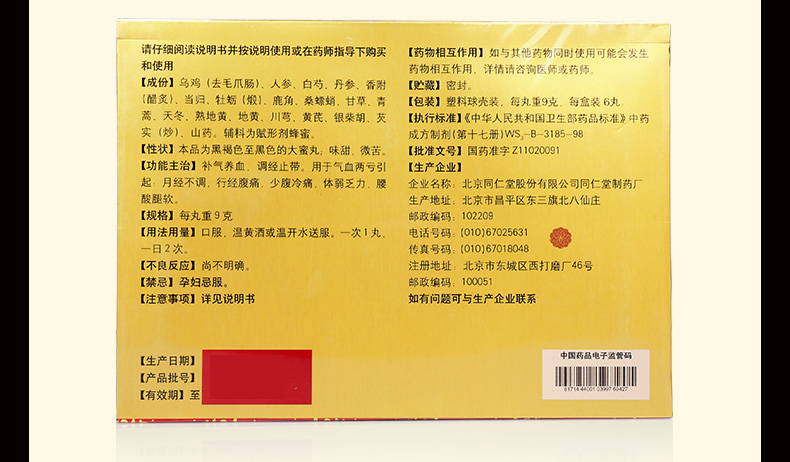 请仔细阅读说明书并按说明使用或在药师指导下购买
和使用
【成份】乌鸡（去毛爪肠）、人参、白芍、丹参、香附
（醋炙）、当归、牡蛎（煅）、鹿角、桑螵蛸、甘草、青
蒿、天冬、熟地黄、地黄、川芎、黄芪、银柴胡、芡
实（炒）、山药。辅料为赋形剂蜂蜜。
【性状】本品为黑褐色至黑色的大蜜丸；味甜、微苦。
【功能主治】补气养血，调经止带。用于气血两亏引
起：月经不调，行经腹痛，少腹冷痛，体弱乏力，腰
酸腿软。
【规格】每丸重9克
【用法用量】口服，温黄酒或温开水送服。一次1丸，
一日2次。
【不良反应】尚不明确。
【禁忌】孕妇忌服。
【注意事项】详见说明书
【生产日期】
【产品批号】
【有效期】至
【药物相互作用】如与其他药物同时使用可能会发生
药物相互作用，详情请咨询医师或药师。
【贮藏】密封。
【包装】塑料球壳装，每丸重9克，每盒装6丸。
【执行标准】《中华人民共和国卫生部药品标准》中药
成方制剂(第十七册)WS₃-B-3185-98
【批准文号】国药准字Z11020091
【生产企业】
企业名称：北京同仁堂股份有限公司同仁堂制药厂
生产地址：北京市昌平区东三旗北八仙庄
邮政编码：102209
电话号码：(010)67025631
传真号码：(010)67018048
注册地址：北京市东城区西打磨厂46号
邮政编码：100051
如有问题可与生产企业联系
中国药品电子监管码
81714 44001 03997 69427